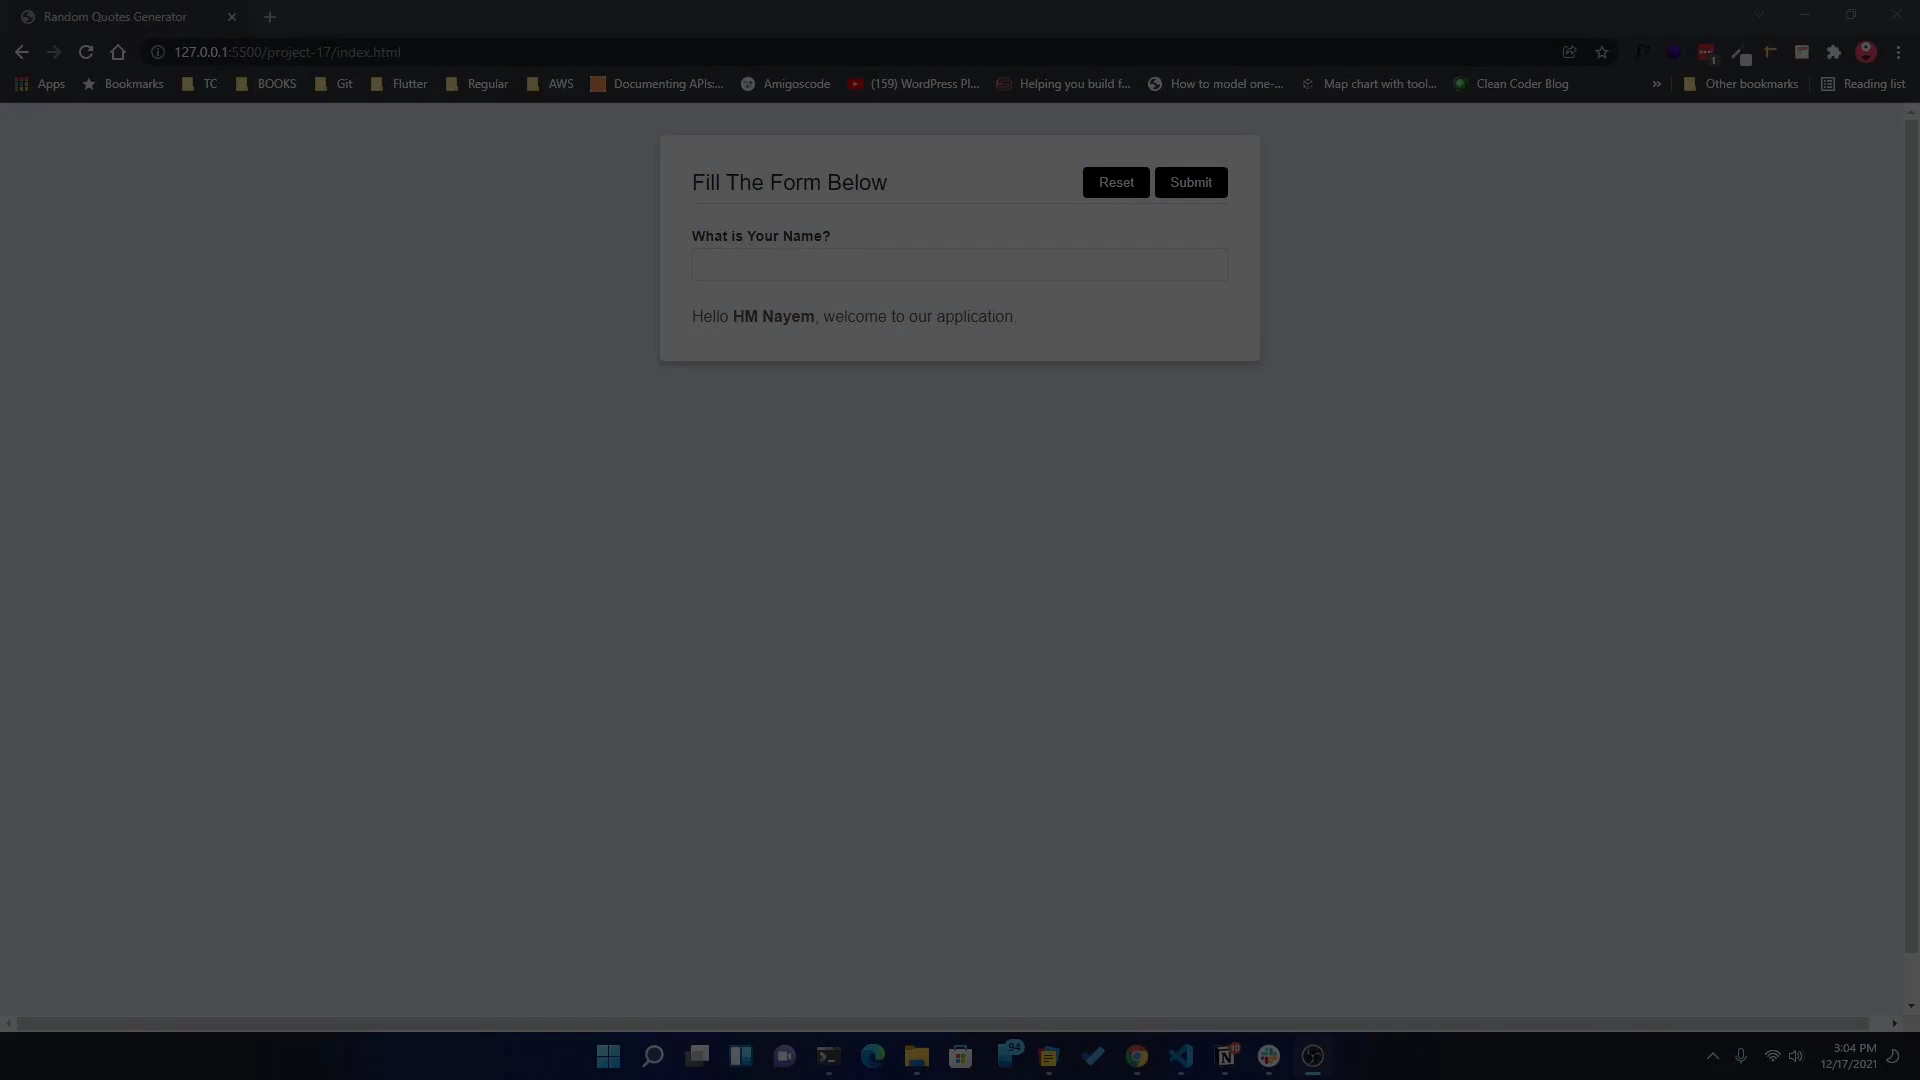 Random Quotes Generator
127.0.0.1:5500/project-17/index.html
1
Apps Bookmarks TC BOOKS Git Flutter Regular AWS Documenting APIs:... Amigoscode (159) WordPress Pl... Helping you build f... How to model one-... Map chart with tool... Clean Coder Blog » Other bookmarks Reading list
Fill The Form Below Reset Submit
What is Your Name?
Hello HM Nayem, welcome to our application.
94
10
3:04 PM
12/17/2021